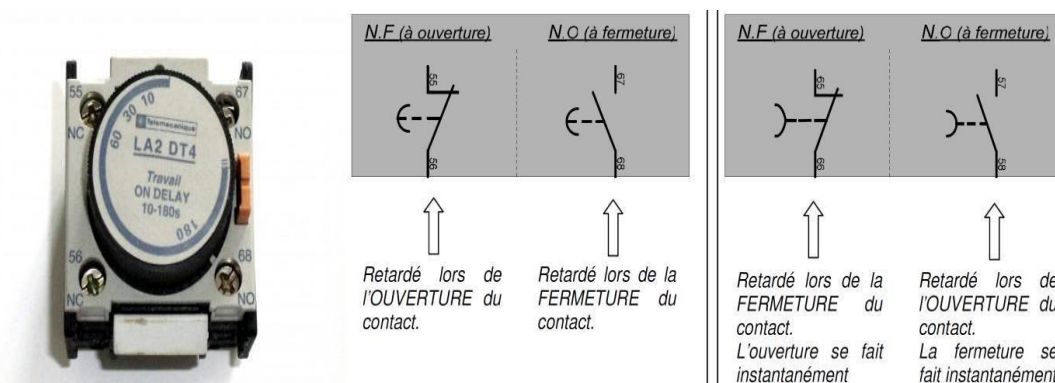 55
67
10
30
60
NC
NO
Telemecanique
LA2 DT4
Travail
ON DELAY
10-180s
180
56
68
NC
NO
N.F (à ouverture)
N.O (à fermeture)
55
67
56
68
Retardé lors de
l'OUVERTURE du
contact.
Retardé lors de la
FERMETURE du
contact.
N.F (à ouverture)
N.O (à fermeture)
65
57
66
58
Retardé lors de la
FERMETURE du
contact.
L'ouverture se fait
instantanément
Retardé lors de
l'OUVERTURE du
contact.
La fermeture se
fait instantanément